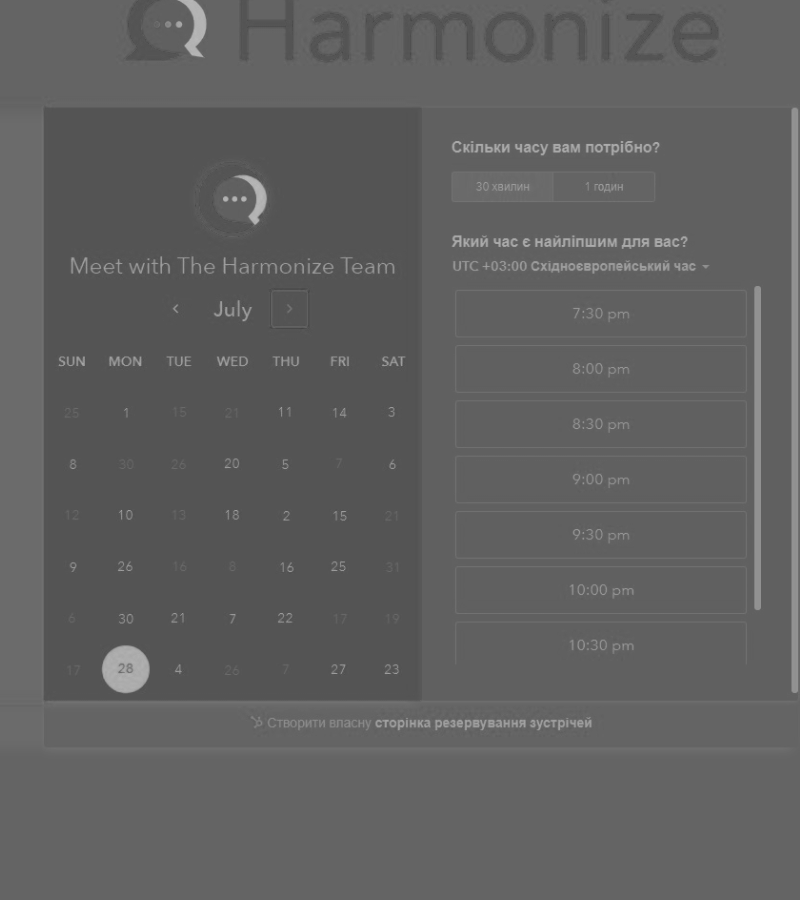 Harmonize
Meet with The Harmonize Team
July
SUN MON TUE WED THU FRI SAT
25 1 15 21 11 14 3
8 30 26 20 5 7 6
12 10 13 18 2 15 21
9 26 16 8 16 25 31
6 30 21 7 22 17 19
17 28 4 26 7 27 23
Скільки часу вам потрібно?
30 хвилин 1 годин
Який час є найліпшим для вас?
UTC +03:00 Східноєвропейський час
7:30 pm
8:00 pm
8:30 pm
9:00 pm
9:30 pm
10:00 pm
10:30 pm
Створити власну сторінка резервування зустрічей